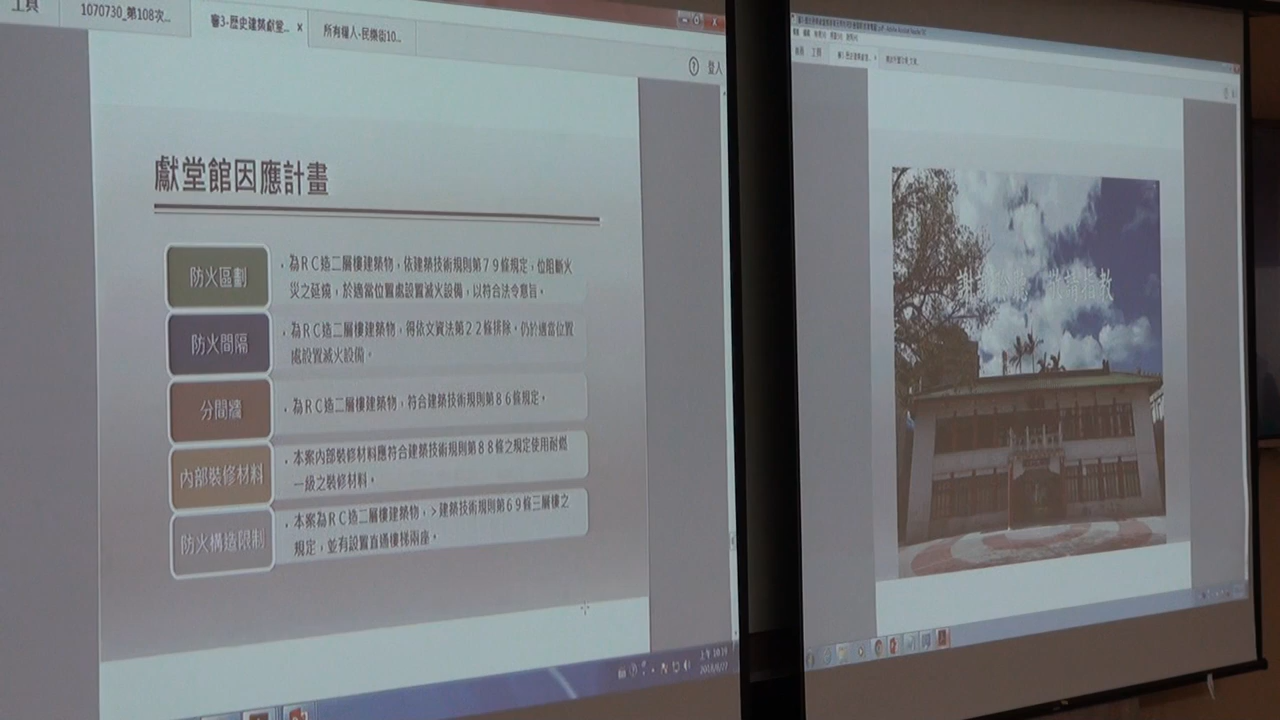 工具
1070730_第108次...
審3-歷史建築獻堂...
所有權人-民樂街10...
登入
獻堂館因應計畫
防火區劃
．為RC造二層樓建築物，依建築技術規則第79條規定，位阻斷火
災之延燒，於適當位置處設置滅火設備，以符合法令意旨。
防火間隔
．為RC造二層樓建築物，得依文資法第22條排除。仍於適當位置
處設置滅火設備。
分間牆
．為RC造二層樓建築物，符合建築技術規則第86條規定。
內部裝修材料
．本案內部裝修材料應符合建築技術規則第88條之規定使用耐燃
一級之裝修材料。
防火構造限制
．本案為RC造二層樓建築物，>建築技術規則第69條三層樓之
規定，並有設置直通樓梯兩座。
上午 10:19
2018/8/27
工具